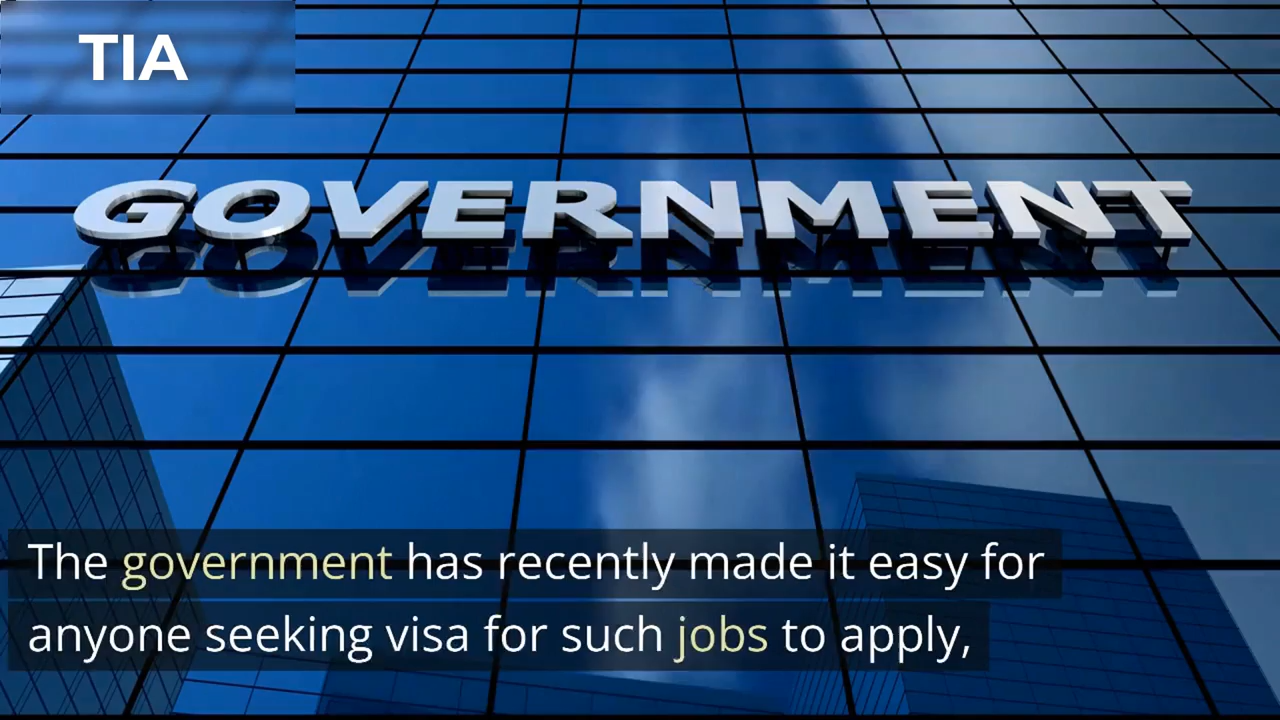 TIA
GOVERNMENT
The government has recently made it easy for
anyone seeking visa for such jobs to apply,